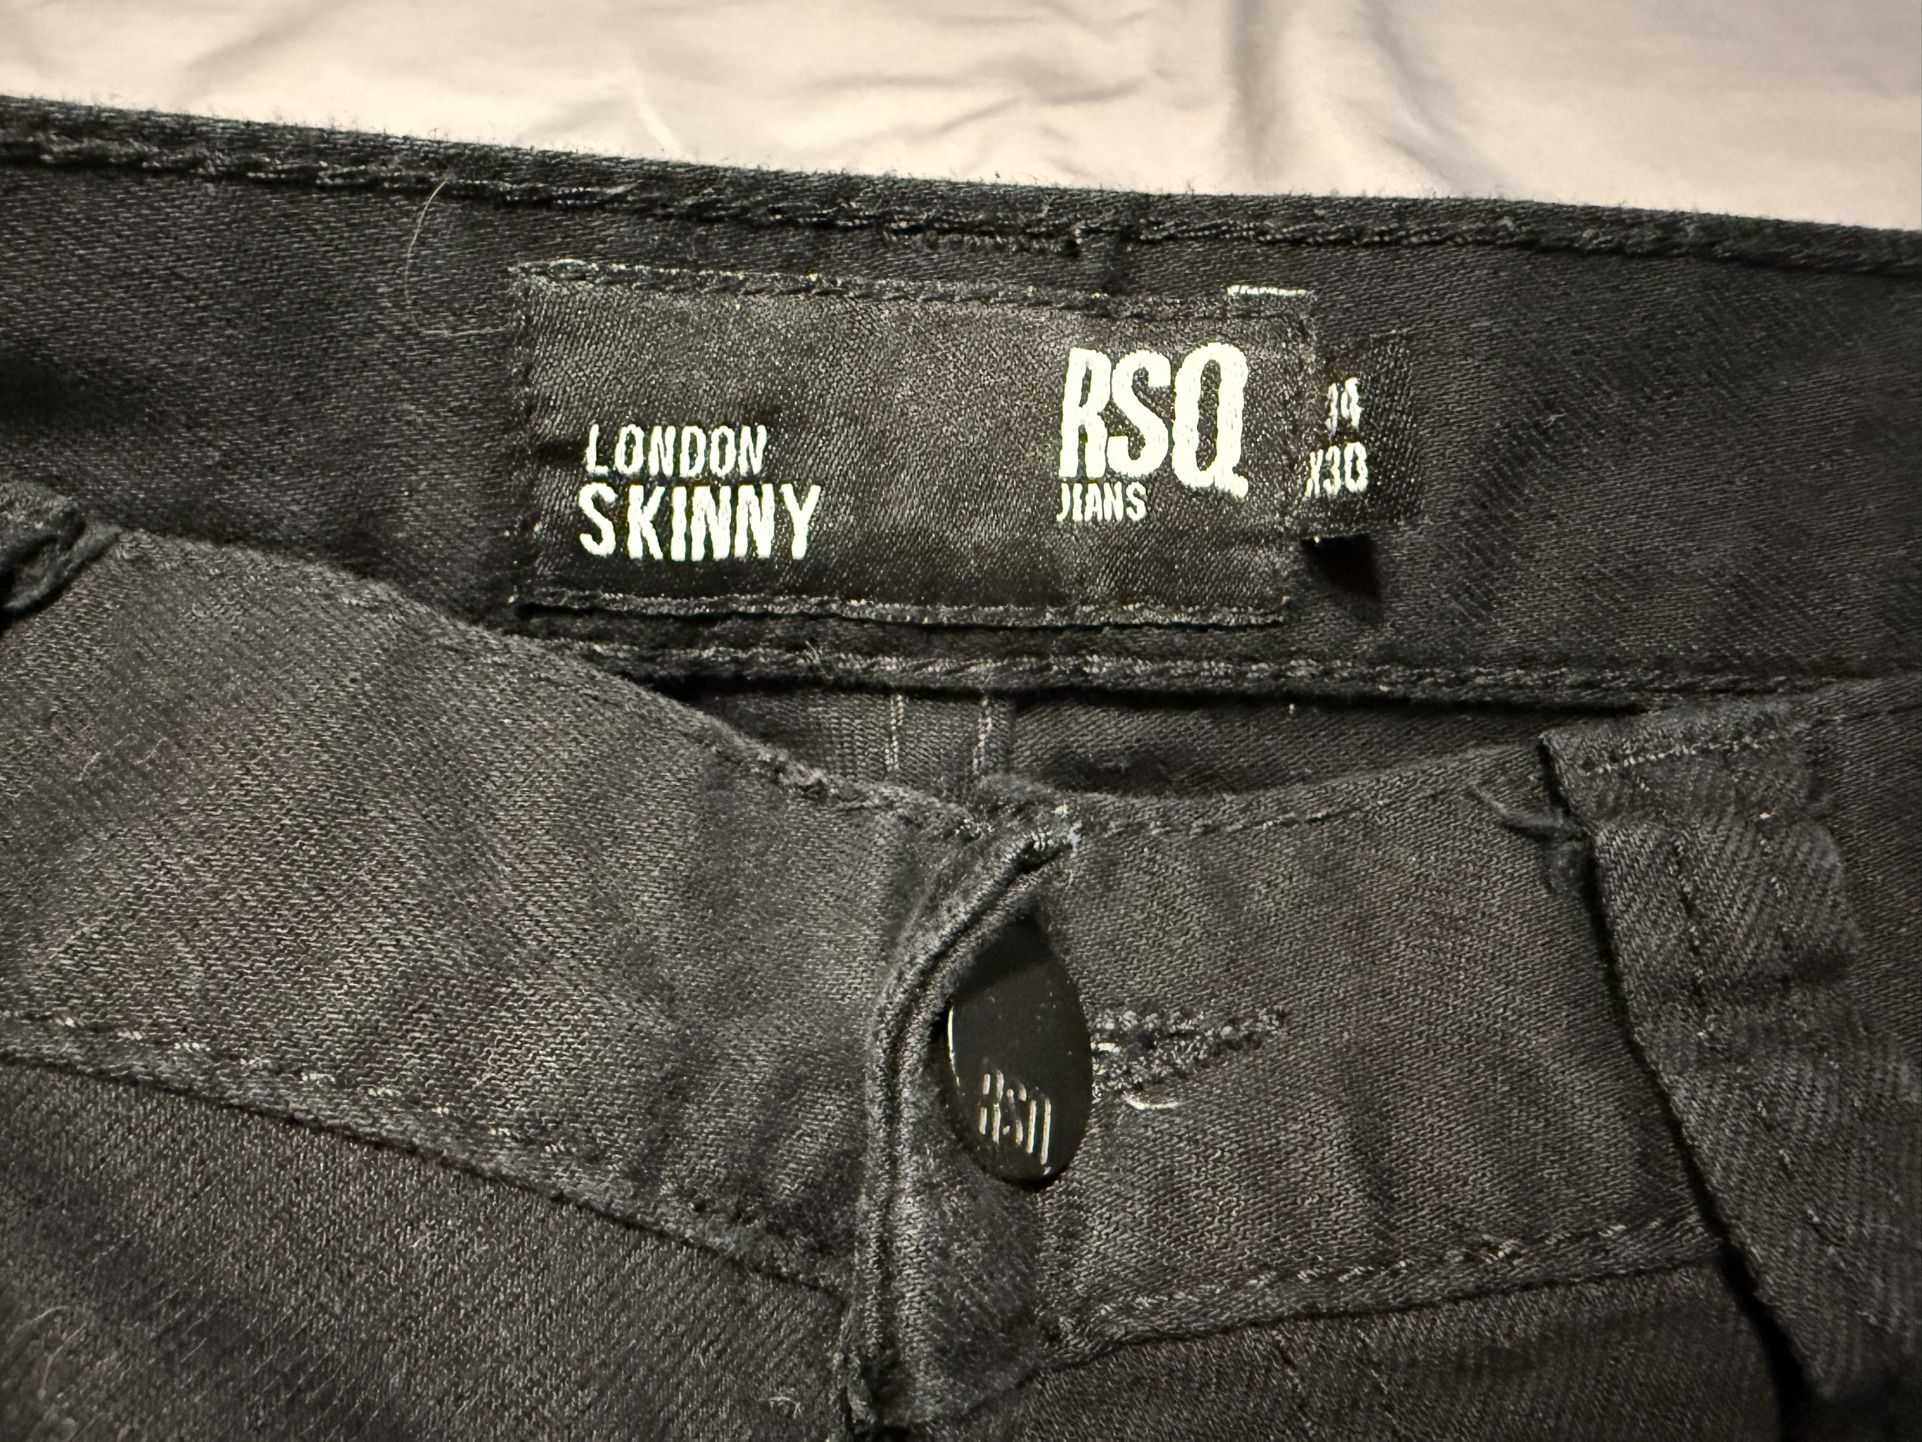 LONDON
SKINNY
RSQ
JEANS
34
X30
RSQ